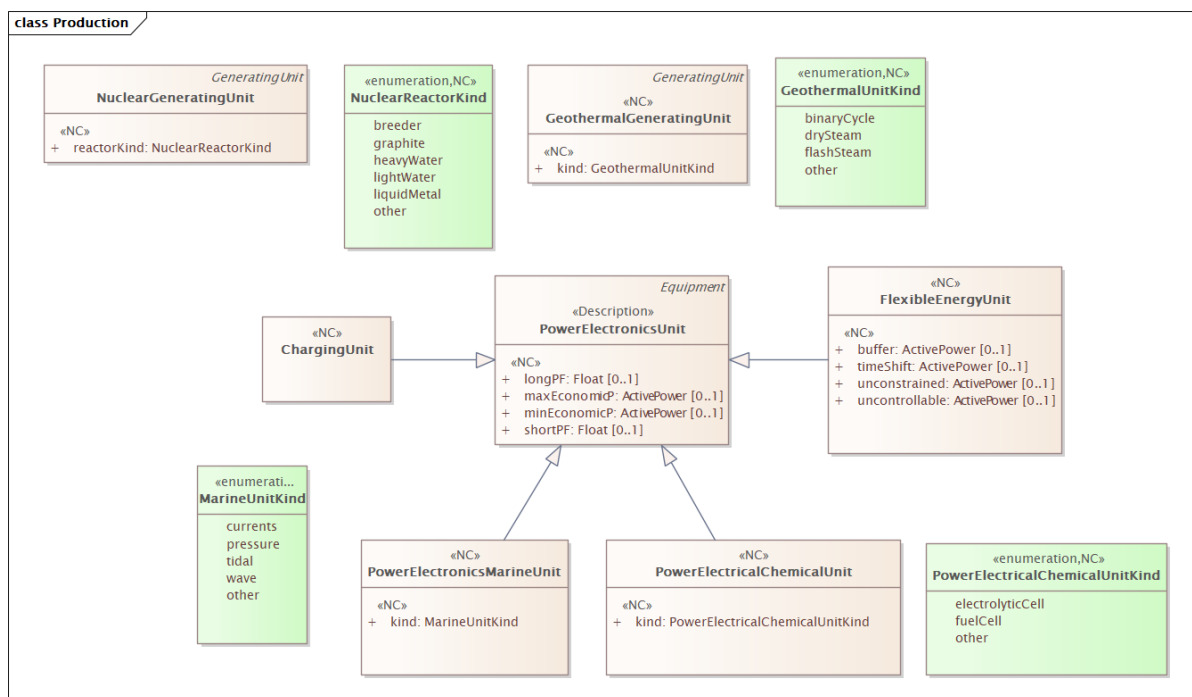 class Production
GeneratingUnit
NuclearGeneratingUnit
«NC»
+ reactorKind: NuclearReactorKind
«enumeration,NC»
NuclearReactorKind
breeder
graphite
heavyWater
lightWater
liquidMetal
other
GeneratingUnit
«NC»
GeothermalGeneratingUnit
«NC»
+ kind: GeothermalUnitKind
«enumeration,NC»
GeothermalUnitKind
binaryCycle
drySteam
flashSteam
other
«NC»
ChargingUnit
Equipment
«Description»
PowerElectronicsUnit
«NC»
+ longPF: Float [0..1]
+ maxEconomicP: ActivePower [0..1]
+ minEconomicP: ActivePower [0..1]
+ shortPF: Float [0..1]
«NC»
FlexibleEnergyUnit
«NC»
+ buffer: ActivePower [0..1]
+ timeShift: ActivePower [0..1]
+ unconstrained: ActivePower [0..1]
+ uncontrollable: ActivePower [0..1]
«enumerati...
MarineUnitKind
currents
pressure
tidal
wave
other
«NC»
PowerElectronicsMarineUnit
«NC»
+ kind: MarineUnitKind
«NC»
PowerElectricalChemicalUnit
«NC»
+ kind: PowerElectricalChemicalUnitKind
«enumeration,NC»
PowerElectricalChemicalUnitKind
electrolyticCell
fuelCell
other